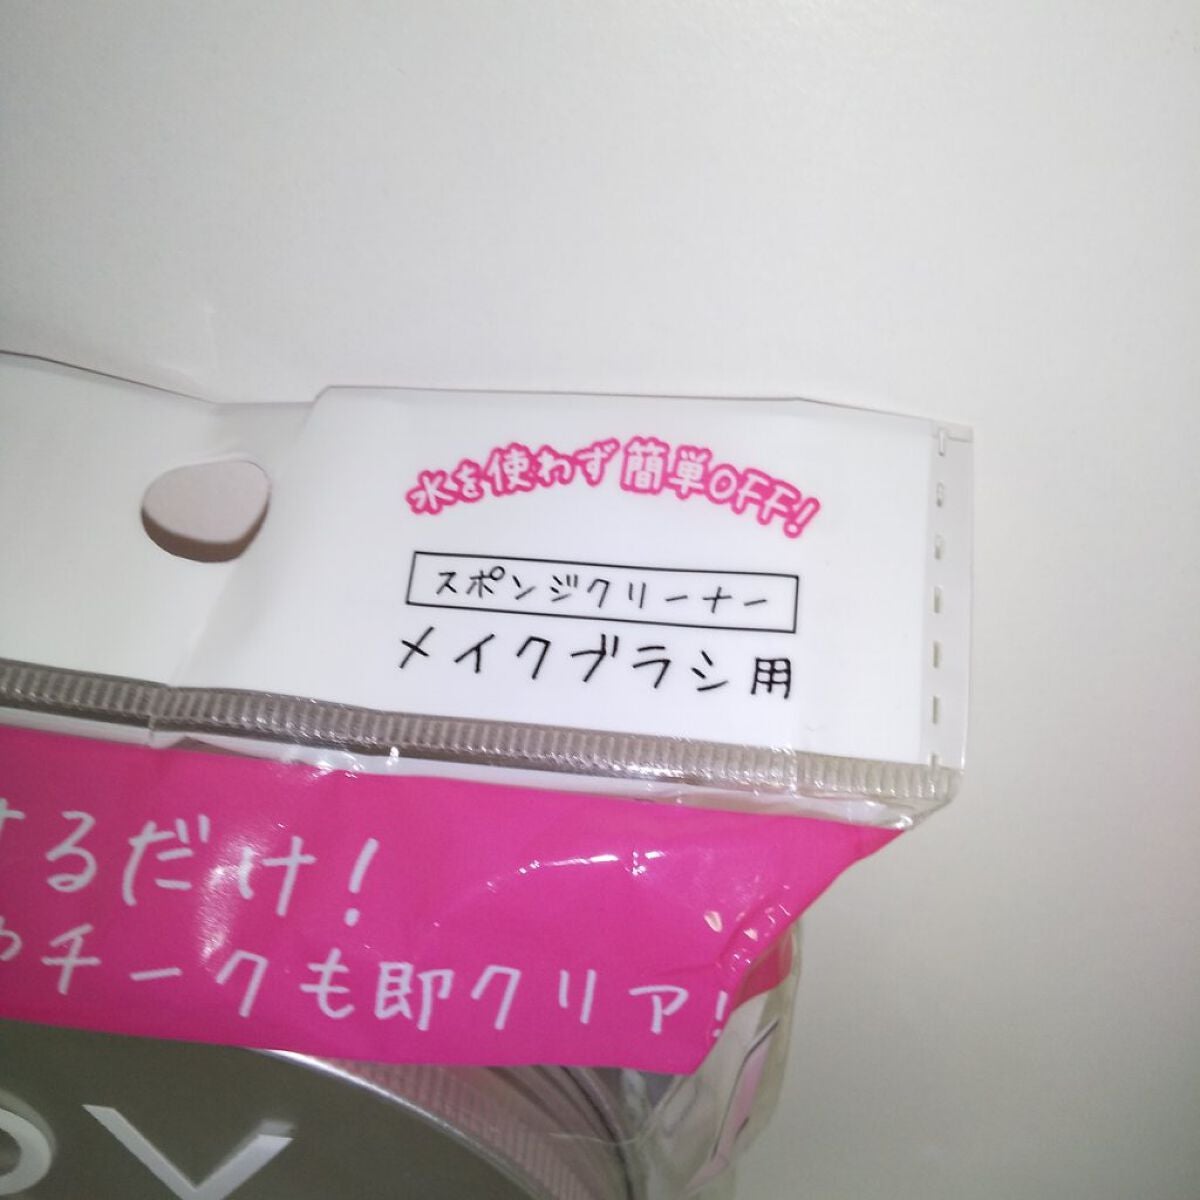 水を使わず簡単OFF!
スポンジクリーナー
メイクブラシ用
するだけ!
やチークも即クリア!